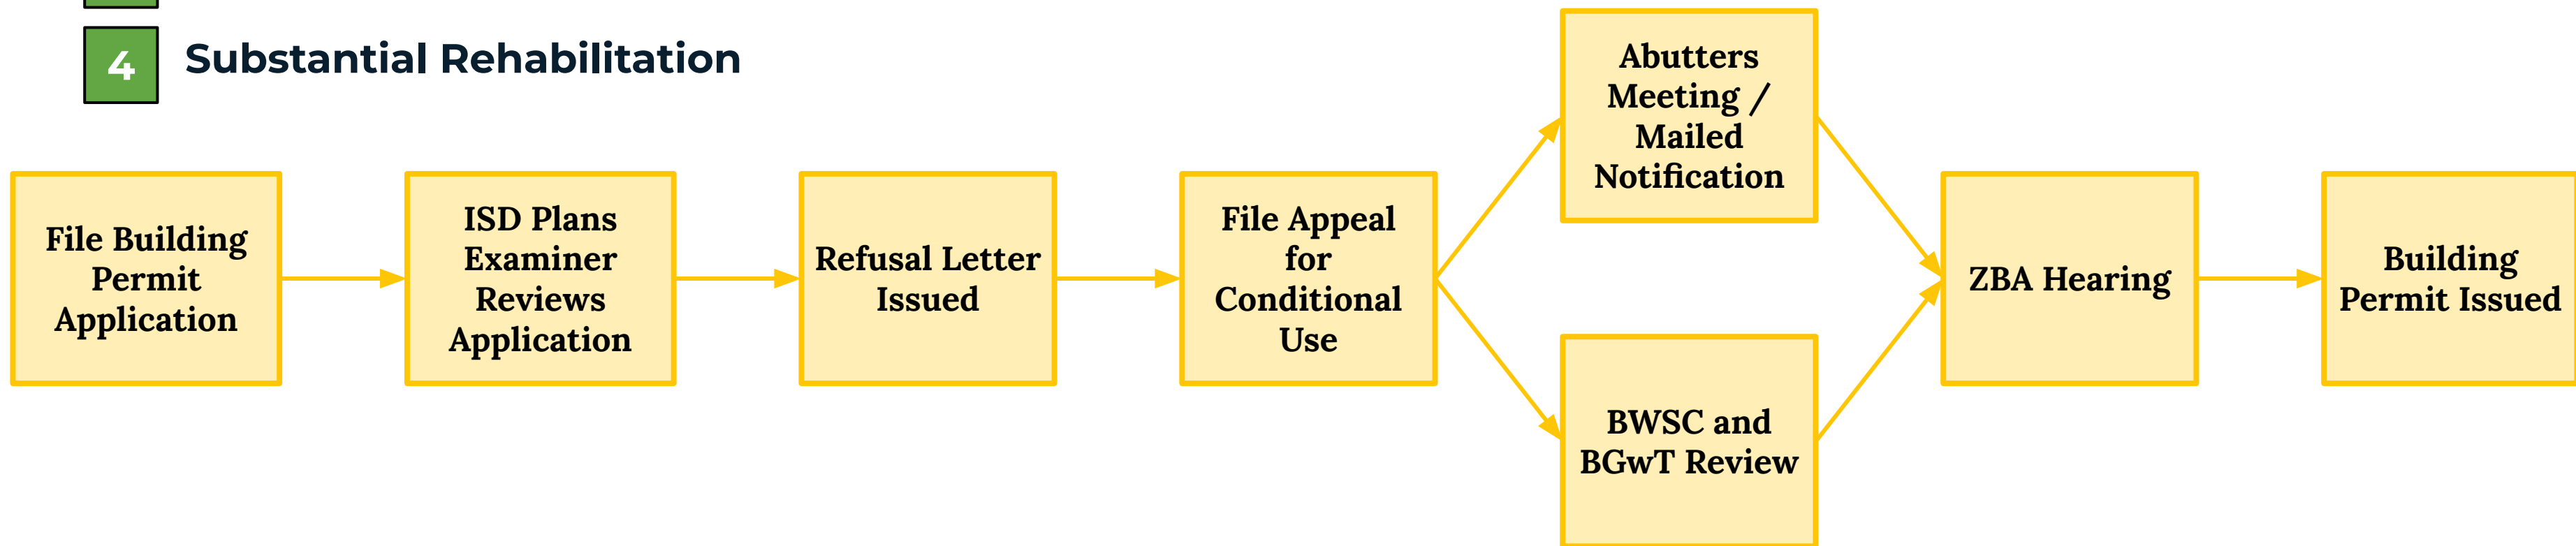 4
Substantial Rehabilitation
File Building
Permit
Application
ISD Plans
Examiner
Reviews
Application
Refusal Letter
Issued
File Appeal
for
Conditional
Use
Abutters
Meeting /
Mailed
Notification
BWSC and
BGwT Review
ZBA Hearing
Building
Permit Issued